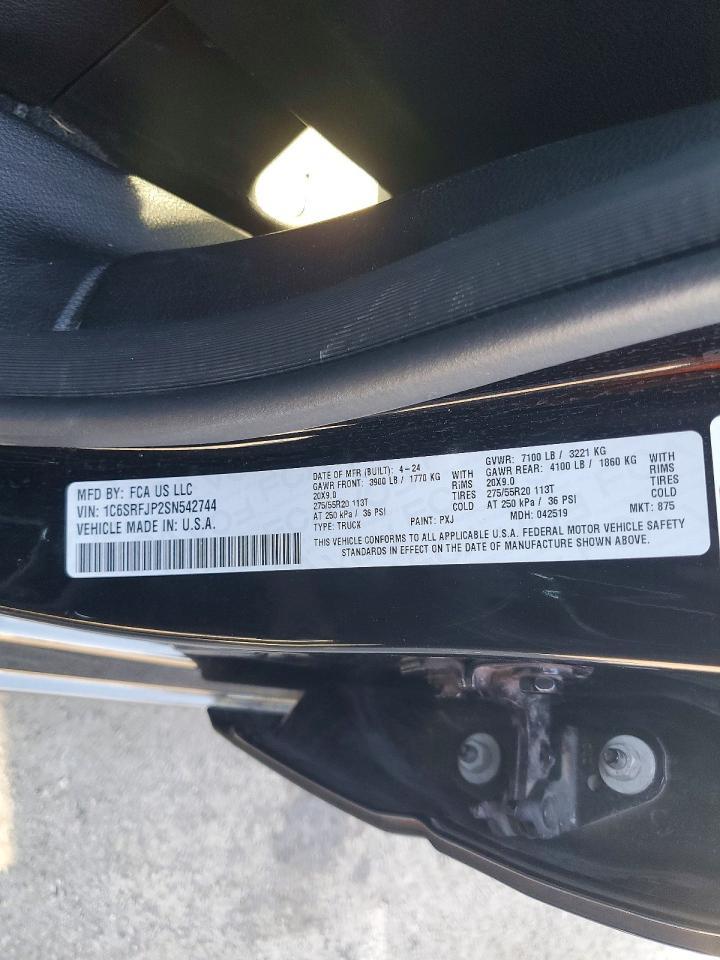 MFD BY: FCA US LLC
VIN: 1C6SRFJP2SN542744
VEHICLE MADE IN: U.S.A.
DATE OF MFR (BUILT): 4-24
GAWR FRONT: 3900 LB / 1770 KG WITH
20X9.0 RIMS
275/55R20 113T TIRES
AT 250 kPa / 36 PSI COLD
TYPE: TRUCK PAINT: PXJ
GVWR: 7100 LB / 3221 KG
GAWR REAR: 4100 LB / 1860 KG WITH
20X9.0 RIMS
275/55R20 113T TIRES
AT 250 kPa / 36 PSI COLD
MDH: 042519 MKT: 875
THIS VEHICLE CONFORMS TO ALL APPLICABLE U.S.A. FEDERAL MOTOR VEHICLE SAFETY
STANDARDS IN EFFECT ON THE DATE OF MANUFACTURE SHOWN ABOVE.